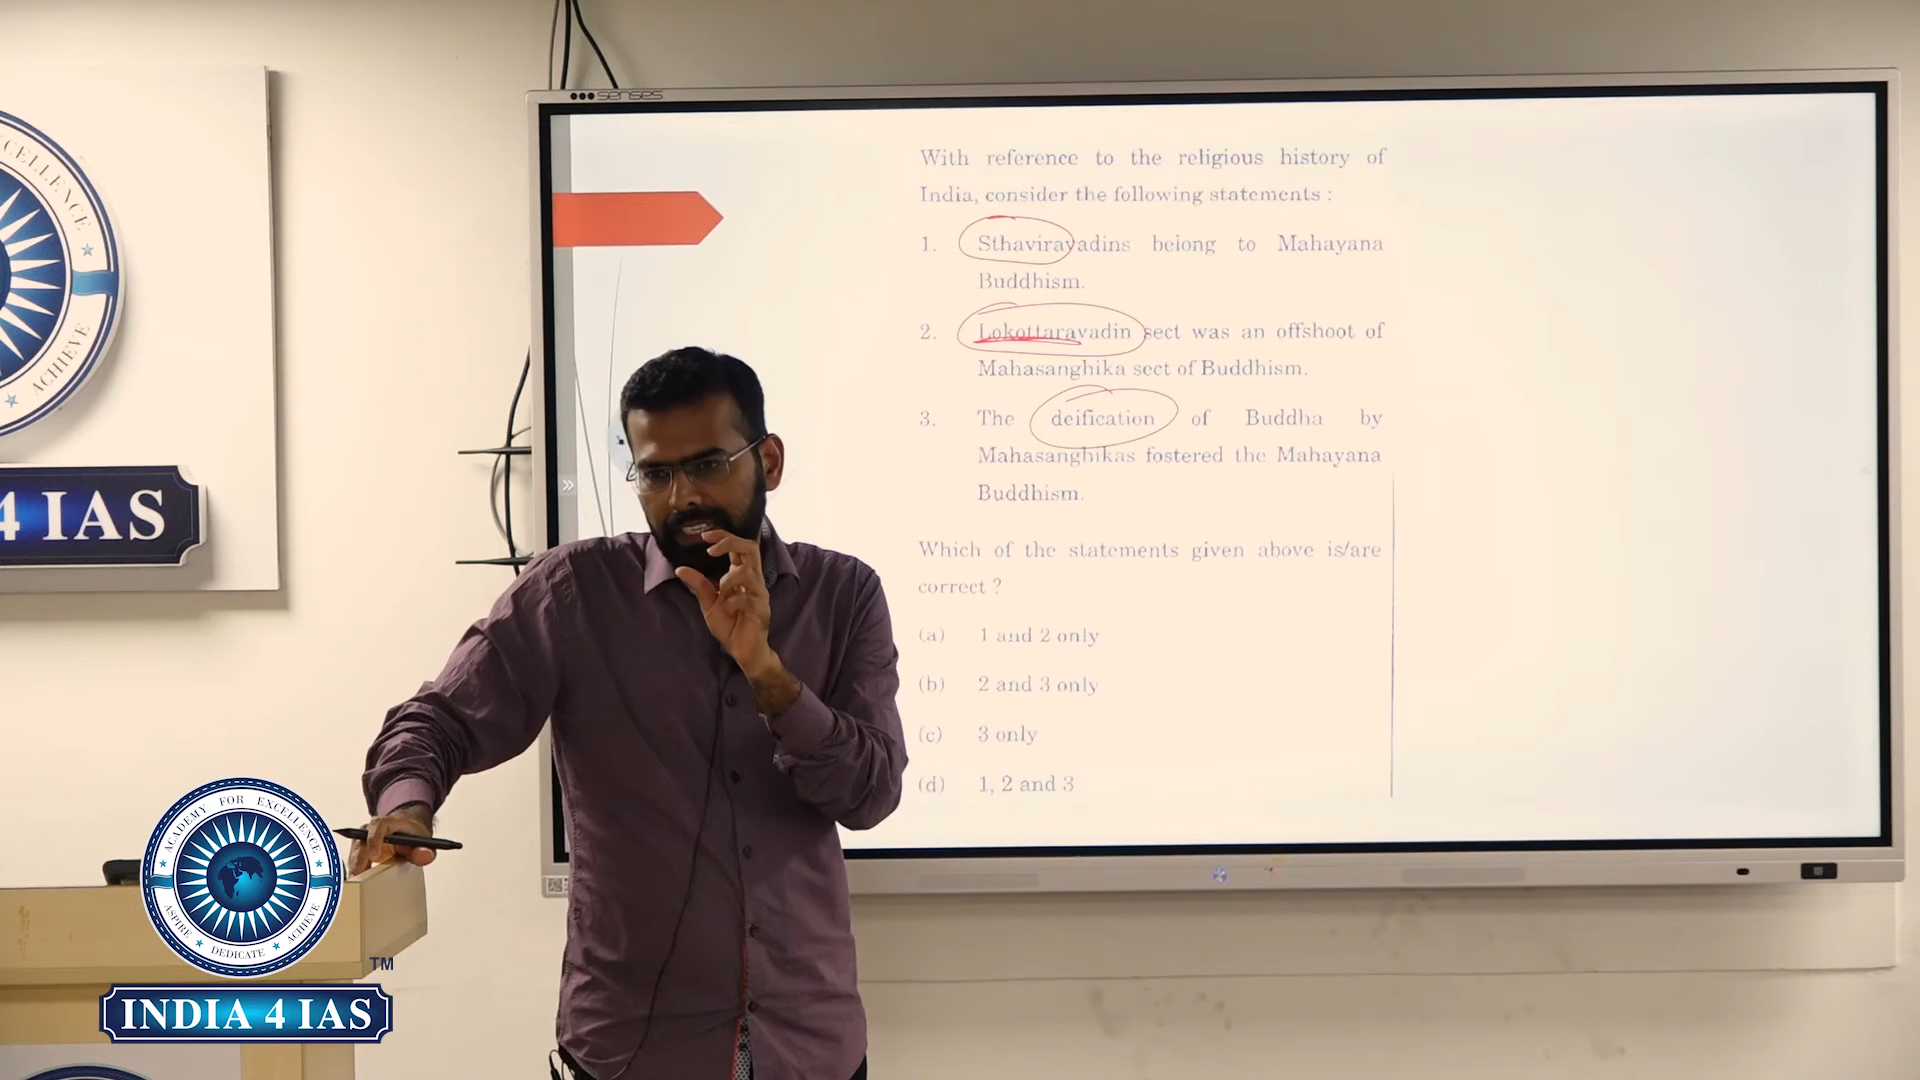 senses
EXCELLENCE
ACHIEVE
4 IAS
With reference to the religious history of
India, consider the following statements :
1. Sthaviravadins belong to Mahayana
Buddhism.
2. Lokottaravadin sect was an offshoot of
Mahasanghika sect of Buddhism.
3. The deification of Buddha by
Mahasanghikas fostered the Mahayana
Buddhism.
Which of the statements given above is/are
correct ?
(a) 1 and 2 only
(b) 2 and 3 only
(c) 3 only
(d) 1, 2 and 3
ACADEMY FOR EXCELLENCE
ASPIRE DEDICATE ACHIEVE
TM
INDIA 4 IAS